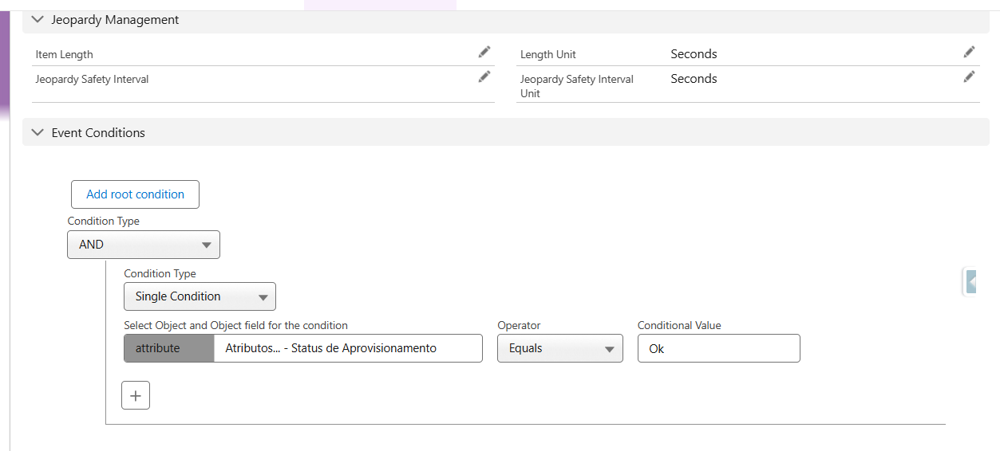 Jeopardy Management
Item Length
Length Unit Seconds
Jeopardy Safety Interval
Jeopardy Safety Interval Unit Seconds
Event Conditions
Add root condition
Condition Type
AND
Condition Type
Single Condition
Select Object and Object field for the condition Operator Conditional Value
attribute Atributos... - Status de Aprovisionamento Equals Ok
+